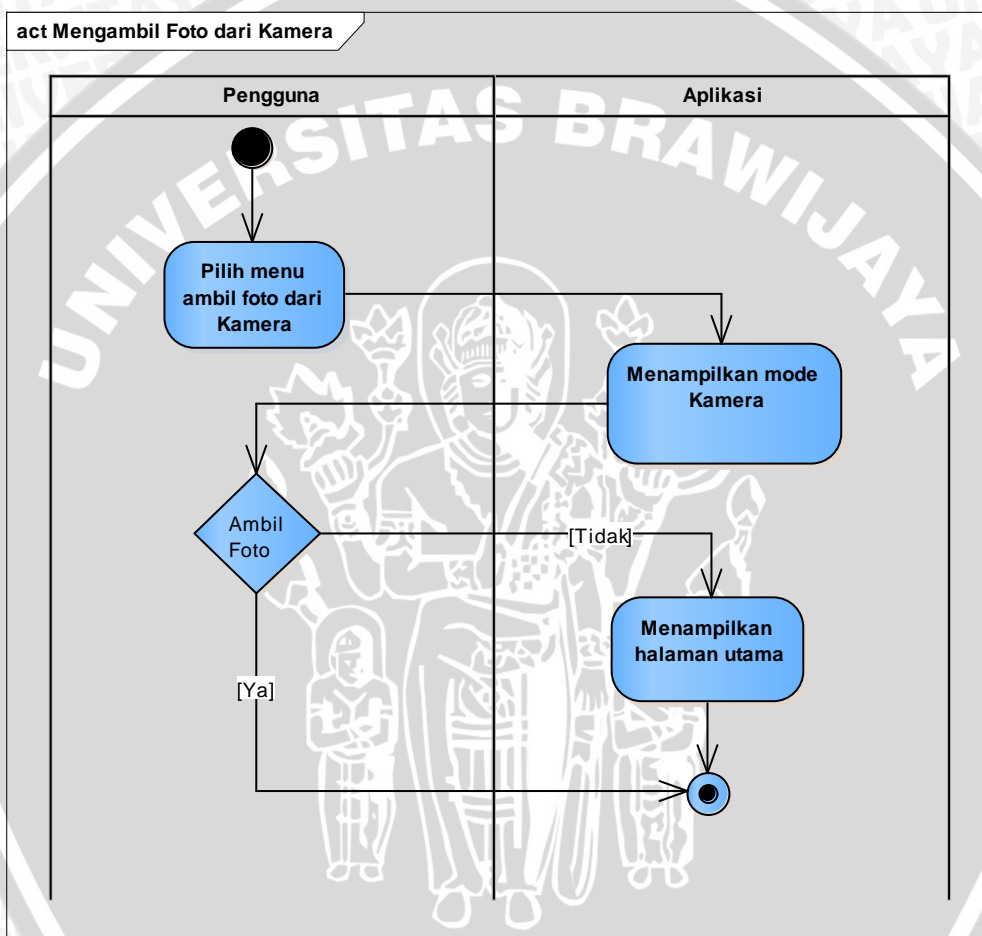 act Mengambil Foto dari Kamera
Pengguna
Aplikasi
UNIVERSITAS BRAWIJAYA
Pilih menu
ambil foto dari
Kamera
Menampilkan mode
Kamera
Ambil
Foto
[Tidak]
Menampilkan
halaman utama
[Ya]